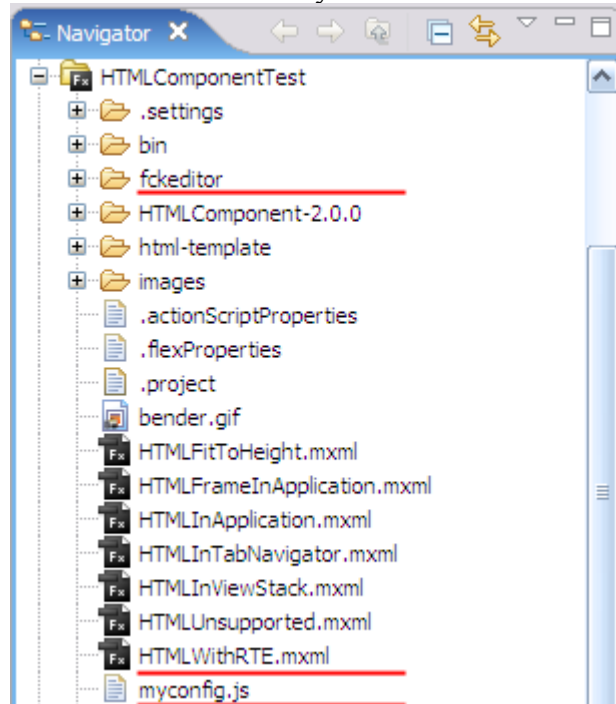 Navigator
HTMLComponentTest
.settings
bin
fckeditor
HTMLComponent-2.0.0
html-template
images
.actionScriptProperties
.flexProperties
.project
bender.gif
HTMLFitToHeight.mxml
HTMLFrameInApplication.mxml
HTMLInApplication.mxml
HTMLInTabNavigator.mxml
HTMLInViewStack.mxml
HTMLUnsupported.mxml
HTMLWithRTE.mxml
myconfig.js